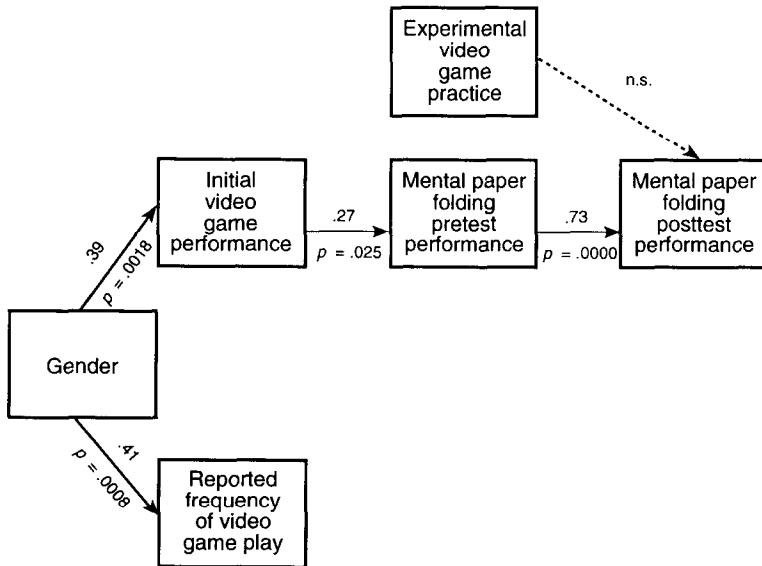 Experimental
video
game
practice
n.s.
Initial
video
game
performance
.27
p = .025
Mental paper
folding
pretest
performance
.73
p = .0000
Mental paper
folding
posttest
performance
.39
p = .0018
Gender
.41
p = .0008
Reported
frequency
of video
game play